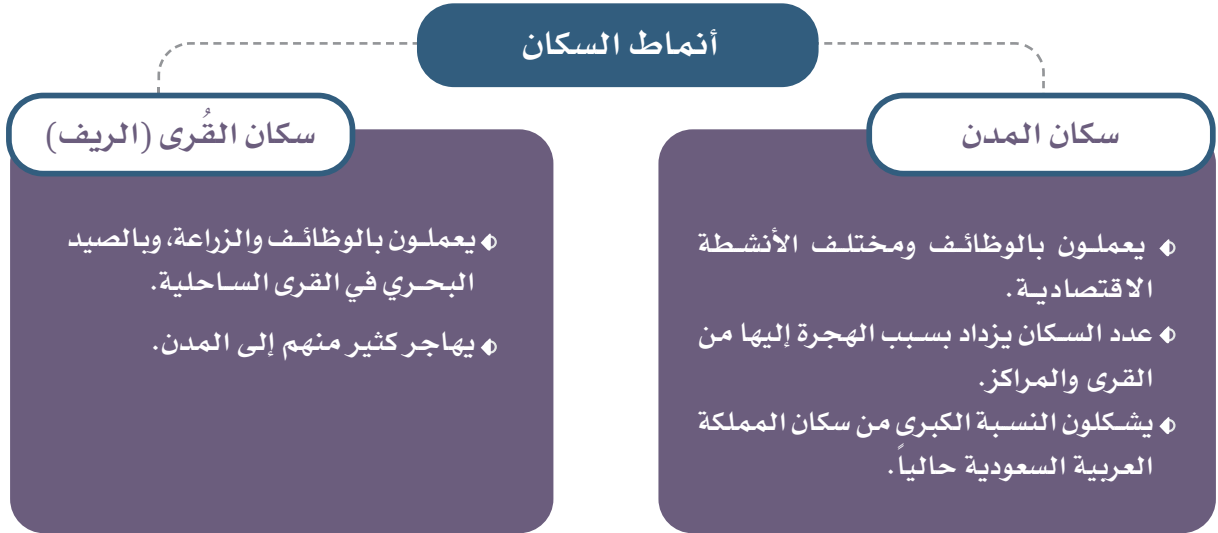 أنماط السكان
سكان المدن
يعملون بالوظائف ومختلف الأنشطة
الاقتصادية.
عدد السكان يزداد بسبب الهجرة إليها من
القرى والمراكز.
يشكلون النسبة الكبرى من سكان المملكة
العربية السعودية حالياً.
سكان القُرى (الريف)
يعملون بالوظائف والزراعة، وبالصيد
البحري في القرى الساحلية.
يهاجر كثير منهم إلى المدن.